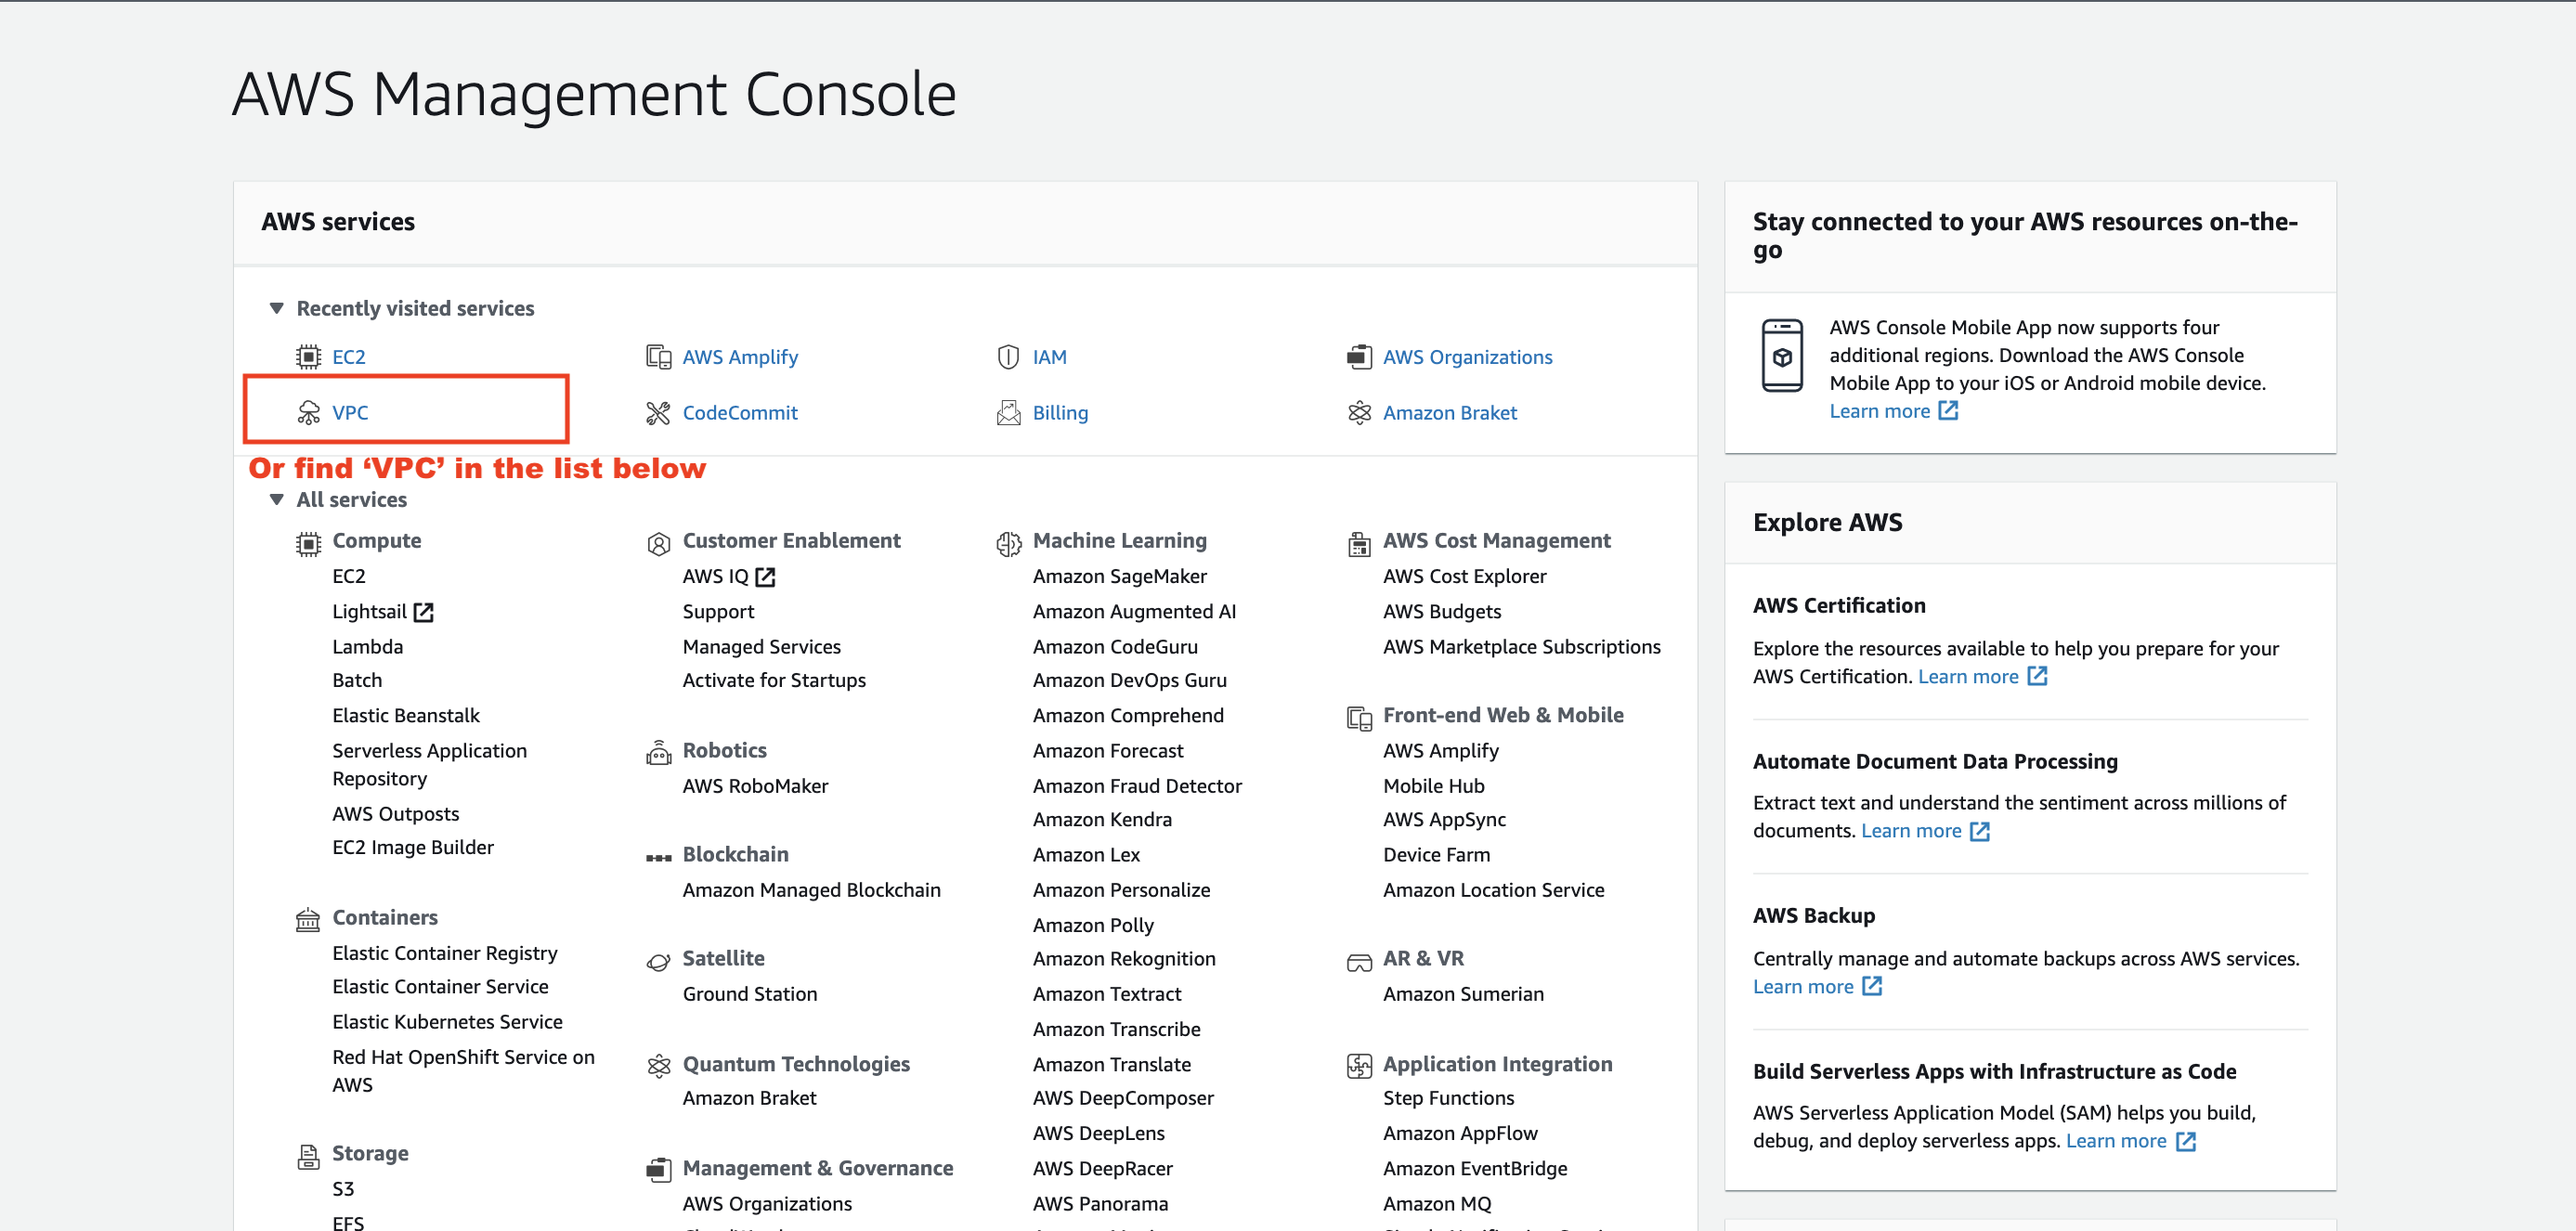 AWS Management Console
AWS services
Recently visited services
EC2
AWS Amplify
IAM
AWS Organizations
VPC
CodeCommit
Billing
Amazon Braket
Or find ‘VPC’ in the list below
All services
Compute
EC2
Lightsail
Lambda
Batch
Elastic Beanstalk
Serverless Application
Repository
AWS Outposts
EC2 Image Builder
Containers
Elastic Container Registry
Elastic Container Service
Elastic Kubernetes Service
Red Hat OpenShift Service on
AWS
Storage
S3
EFS
Customer Enablement
AWS IQ
Support
Managed Services
Activate for Startups
Robotics
AWS RoboMaker
Blockchain
Amazon Managed Blockchain
Satellite
Ground Station
Quantum Technologies
Amazon Braket
Management & Governance
AWS Organizations
Machine Learning
Amazon SageMaker
Amazon Augmented AI
Amazon CodeGuru
Amazon DevOps Guru
Amazon Comprehend
Amazon Forecast
Amazon Fraud Detector
Amazon Kendra
Amazon Lex
Amazon Personalize
Amazon Polly
Amazon Rekognition
Amazon Textract
Amazon Transcribe
Amazon Translate
AWS DeepComposer
AWS DeepLens
AWS DeepRacer
AWS Panorama
AWS Cost Management
AWS Cost Explorer
AWS Budgets
AWS Marketplace Subscriptions
Front-end Web & Mobile
AWS Amplify
Mobile Hub
AWS AppSync
Device Farm
Amazon Location Service
AR & VR
Amazon Sumerian
Application Integration
Step Functions
Amazon AppFlow
Amazon EventBridge
Amazon MQ
Stay connected to your AWS resources on-the-
go
AWS Console Mobile App now supports four
additional regions. Download the AWS Console
Mobile App to your iOS or Android mobile device.
Learn more
Explore AWS
AWS Certification
Explore the resources available to help you prepare for your
AWS Certification. Learn more
Automate Document Data Processing
Extract text and understand the sentiment across millions of
documents. Learn more
AWS Backup
Centrally manage and automate backups across AWS services.
Learn more
Build Serverless Apps with Infrastructure as Code
AWS Serverless Application Model (SAM) helps you build,
debug, and deploy serverless apps. Learn more